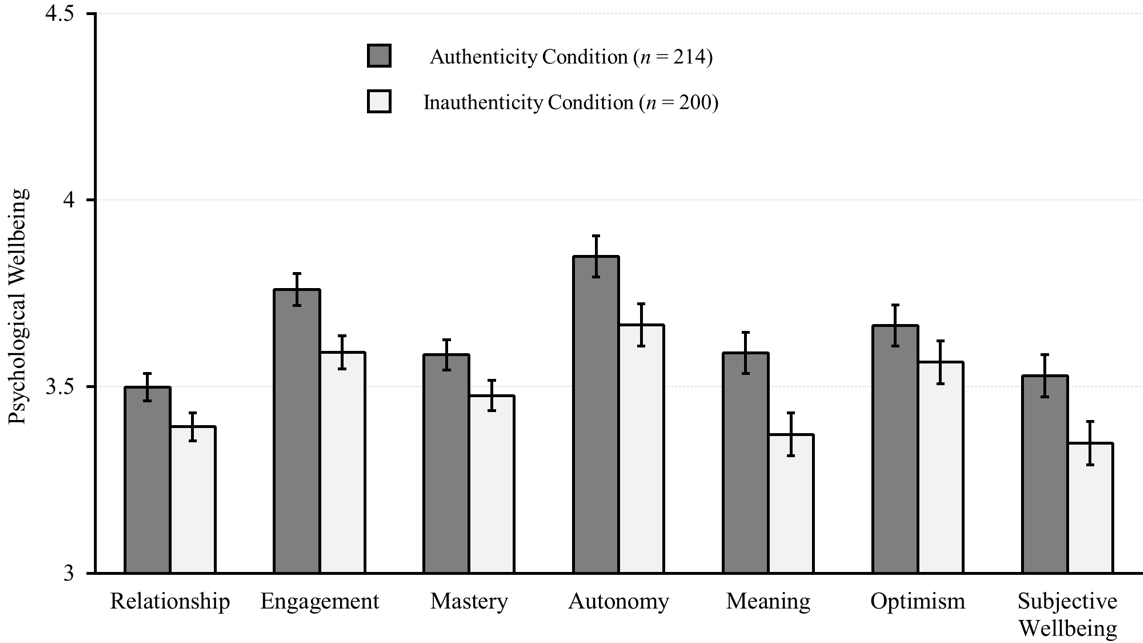 4.5
Authenticity Condition (n = 214)
Inauthenticity Condition (n = 200)
4
Psychological Wellbeing
3.5
3
Relationship
Engagement
Mastery
Autonomy
Meaning
Optimism
Subjective
Wellbeing